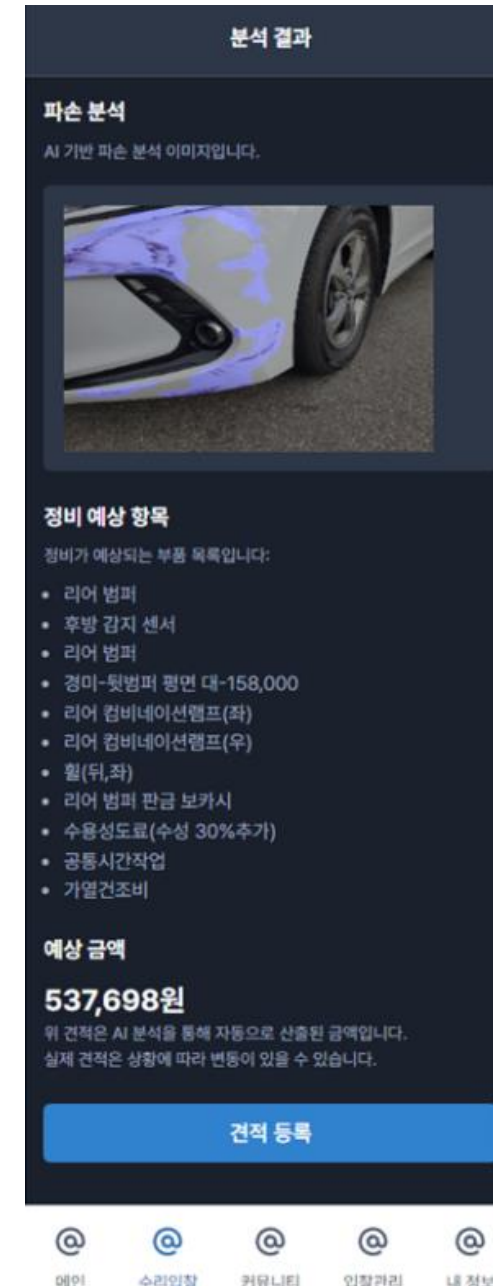 분석 결과
파손 분석
AI 기반 파손 분석 이미지입니다.
정비 예상 항목
정비가 예상되는 부품 목록입니다:
• 리어 범퍼
• 후방 감지 센서
• 리어 범퍼
• 경미-뒷범퍼 평면 대-158,000
• 리어 컴비네이션램프(좌)
• 리어 컴비네이션램프(우)
• 휠(뒤,좌)
• 리어 범퍼 판금 보카시
• 수용성도료(수성 30%추가)
• 공통시간작업
• 가열건조비
예상 금액
537,698원
위 견적은 AI 분석을 통해 자동으로 산출된 금액입니다.
실제 견적은 상황에 따라 변동이 있을 수 있습니다.
견적 등록
메인 수리입찰 커뮤니티 입찰관리 내 정보